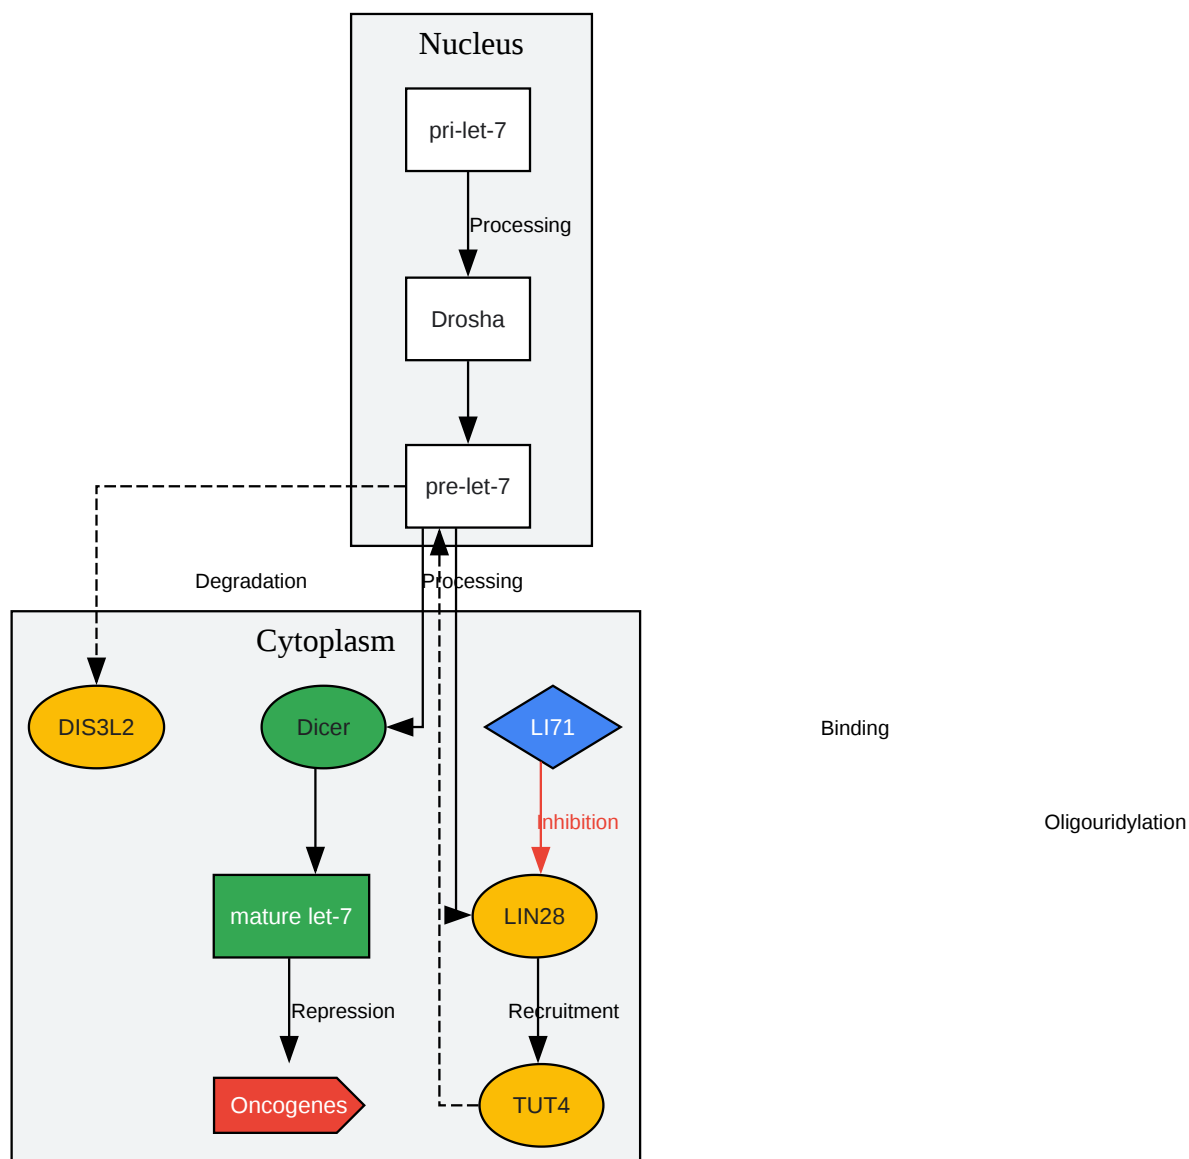 Nucleus
pri-let-7
Processing
Drosha
pre-let-7
Degradation
Processing
Cytoplasm
DIS3L2
Dicer
LI71
Binding
Inhibition
Oligouridylation
mature let-7
LIN28
Repression
Recruitment
Oncogenes
TUT4